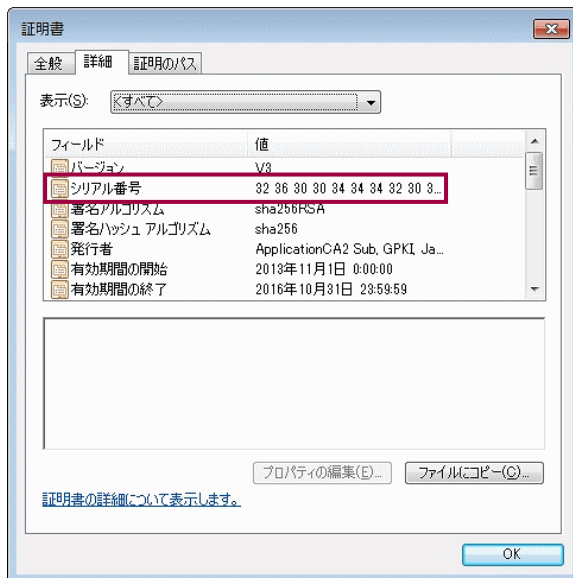 証明書
全般 詳細 証明のパス
表示(S): <すべて>
フィールド 値
バージョン V3
シリアル番号 32 36 30 30 34 34 34 32 30 3...
署名アルゴリズム sha256RSA
署名ハッシュ アルゴリズム sha256
発行者 ApplicationCA2 Sub, GPKI, Ja...
有効期間の開始 2013年11月1日 0:00:00
有効期間の終了 2016年10月31日 23:59:59
プロパティの編集(E)... ファイルにコピー(C)...
証明書の詳細について表示します。
OK